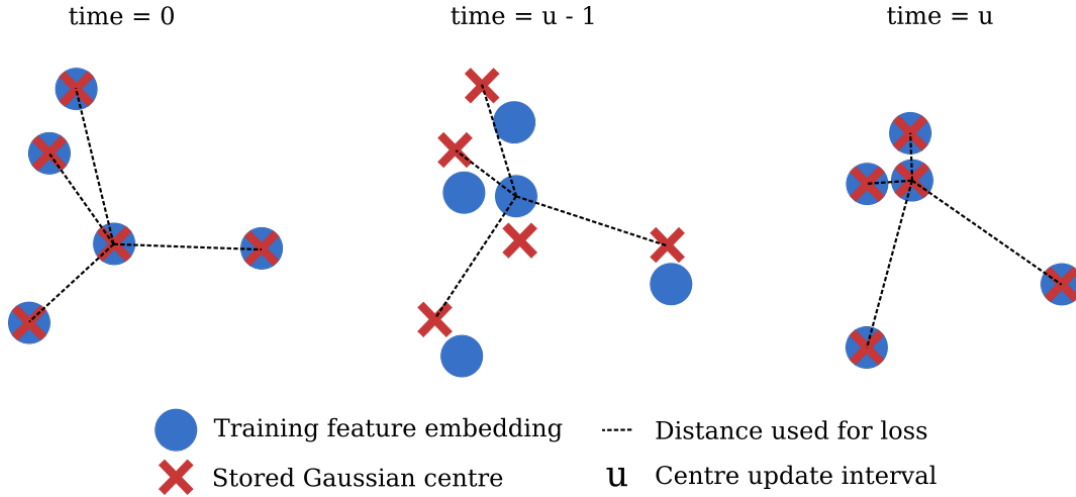 time = 0
time = u - 1
time = u
Training feature embedding
Distance used for loss
Stored Gaussian centre
u Centre update interval